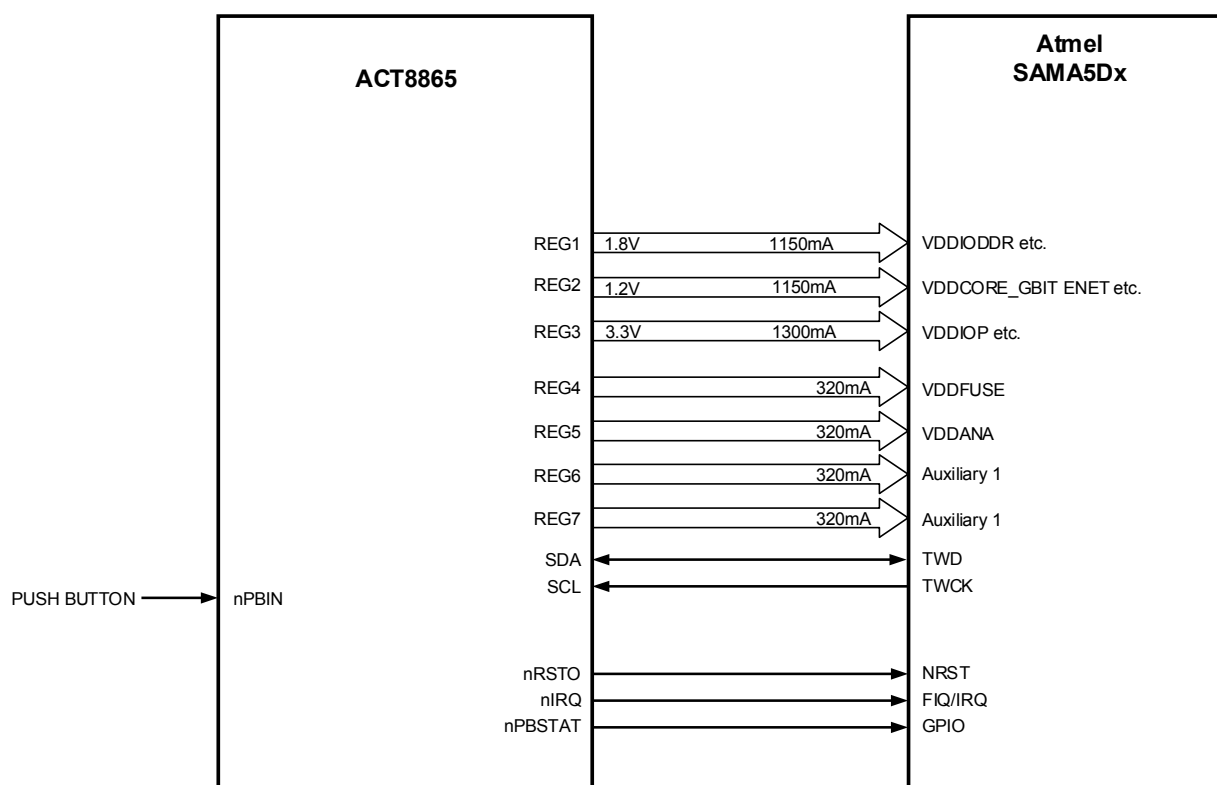 ACT8865
Atmel
SAMA5Dx
REG1 1.8V 1150mA VDDIODDR etc.
REG2 1.2V 1150mA VDDCORE_GBIT ENET etc.
REG3 3.3V 1300mA VDDIOP etc.
REG4 320mA VDDFUSE
REG5 320mA VDDANA
REG6 320mA Auxiliary 1
REG7 320mA Auxiliary 1
SDA TWD
SCL TWCK
PUSH BUTTON nPBIN
nRSTO NRST
nIRQ FIQ/IRQ
nPBSTAT GPIO